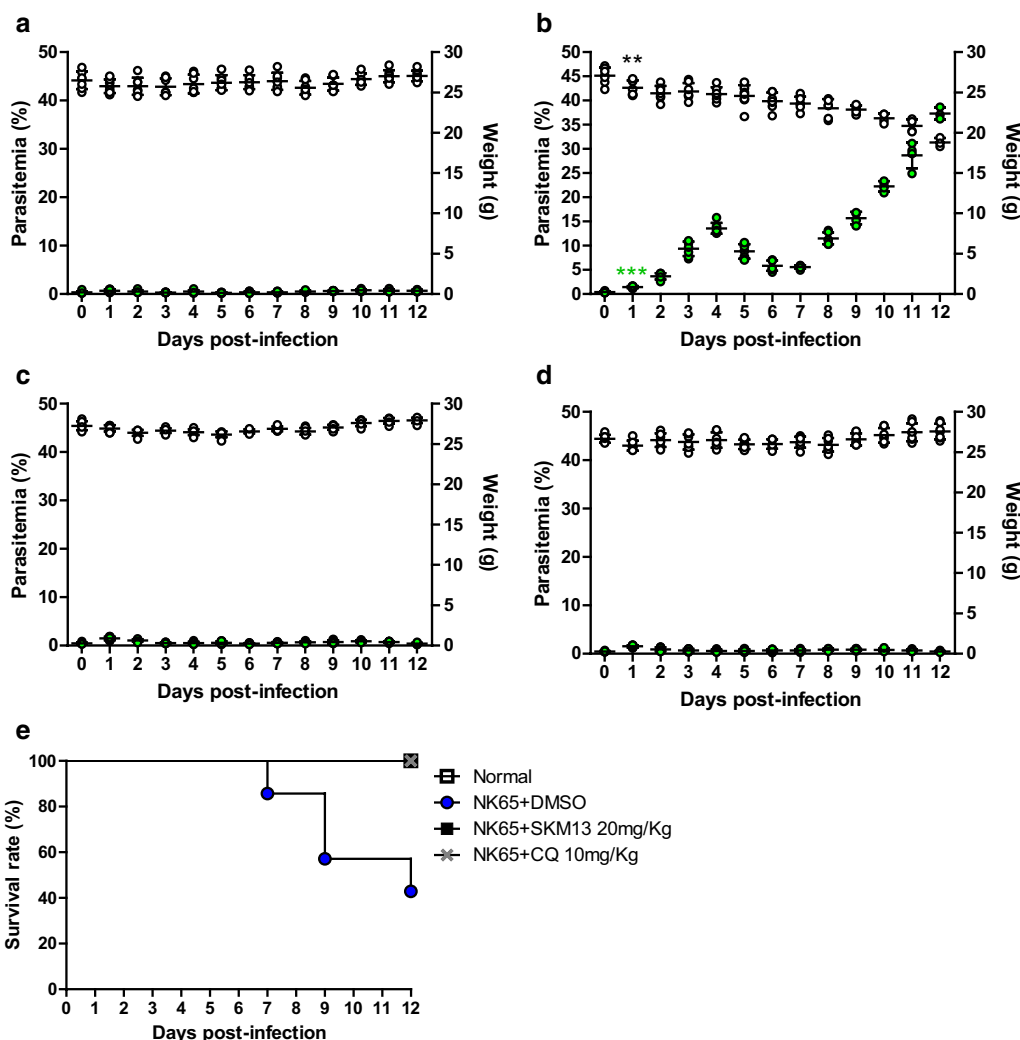 a
50
40
30
20
10
0
Parasitemia (%)
30
25
20
15
10
5
0
Weight (g)
0 1 2 3 4 5 6 7 8 9 10 11 12
Days post-infection
b
**
***
50
45
40
35
30
25
20
15
10
5
0
Parasitemia (%)
30
25
20
15
10
5
0
Weight (g)
0 1 2 3 4 5 6 7 8 9 10 11 12
Days post-infection
c
50
40
30
20
10
0
Parasitemia (%)
30
25
20
15
10
5
0
Weight (g)
0 1 2 3 4 5 6 7 8 9 10 11 12
Days post-infection
d
50
40
30
20
10
0
Parasitemia (%)
30
25
20
15
10
5
0
Weight (g)
0 1 2 3 4 5 6 7 8 9 10 11 12
Days post-infection
e
100
80
60
40
20
0
Survival rate (%)
0 1 2 3 4 5 6 7 8 9 10 11 12
Days post-infection
Normal
NK65+DMSO
NK65+SKM13 20mg/Kg
NK65+CQ 10mg/Kg